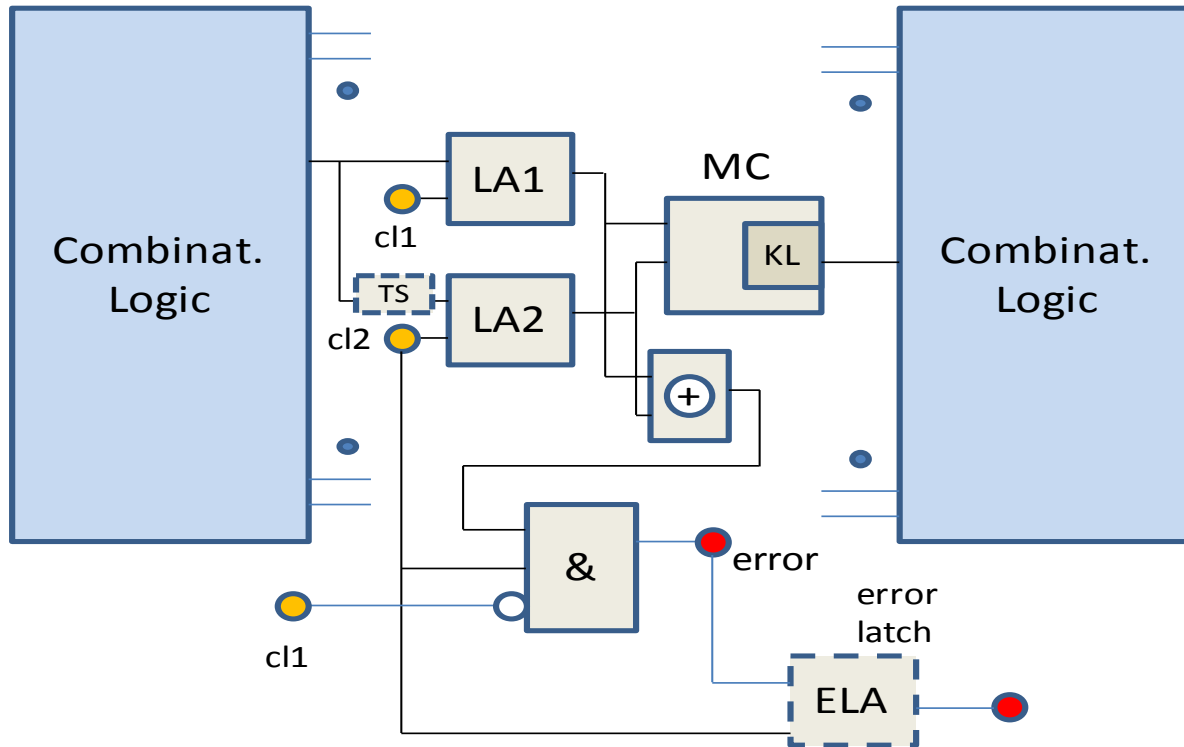 Combinat.
Logic
LA1
cl1
TS
LA2
cl2
MC
KL
+
Combinat.
Logic
&
error
cl1
error
latch
ELA